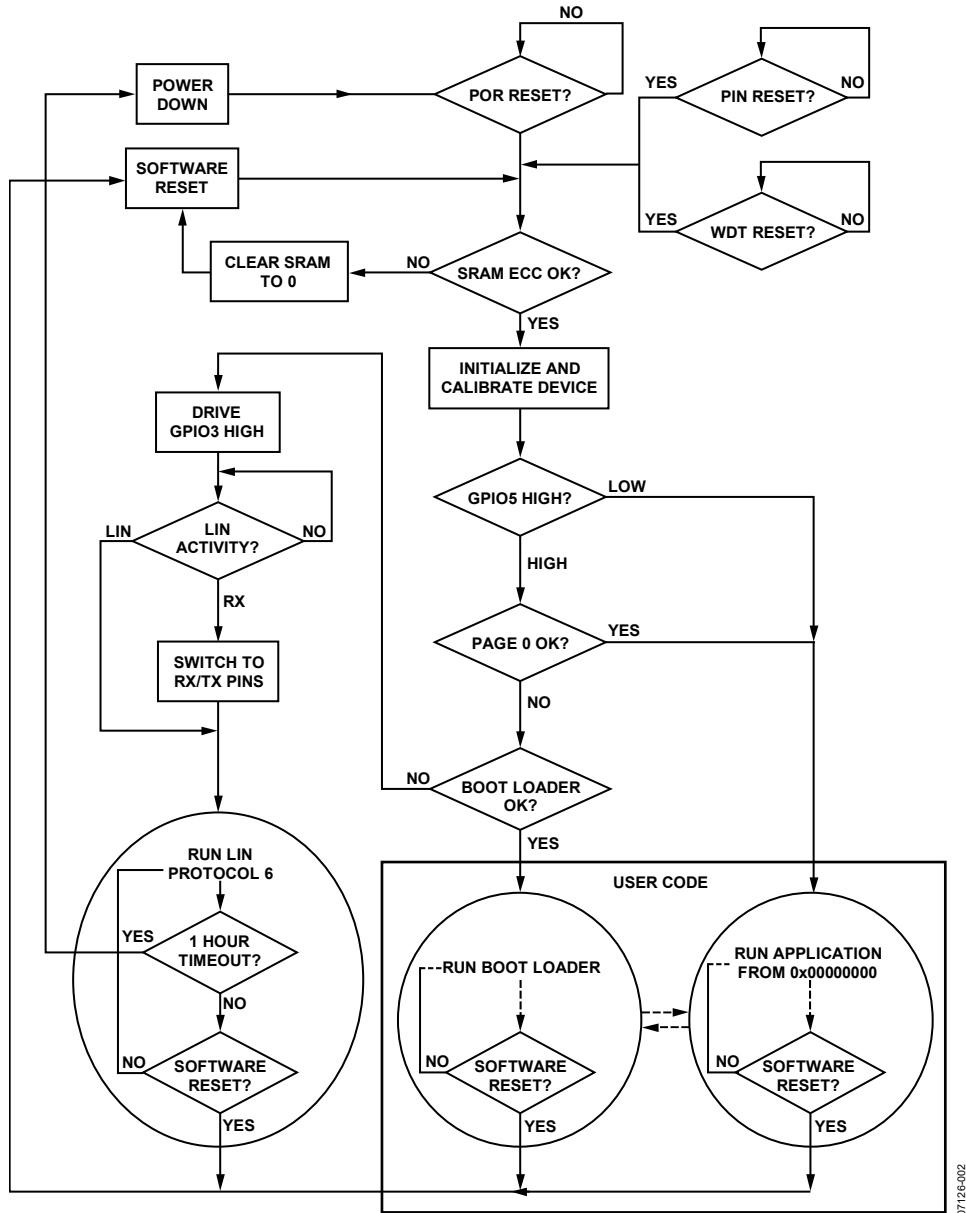 NO
POWER
DOWN
POR RESET?
YES
PIN RESET?
NO
SOFTWARE
RESET
YES
WDT RESET?
NO
CLEAR SRAM
TO 0
NO
SRAM ECC OK?
YES
INITIALIZE AND
CALIBRATE DEVICE
DRIVE
GPIO3 HIGH
GPIO5 HIGH?
LOW
LIN
LIN
ACTIVITY?
NO
HIGH
RX
PAGE 0 OK?
YES
SWITCH TO
RX/TX PINS
NO
NO
BOOT LOADER
OK?
YES
RUN LIN
PROTOCOL 6
YES
1 HOUR
TIMEOUT?
NO
NO
SOFTWARE
RESET?
YES
USER CODE
RUN BOOT LOADER
NO
SOFTWARE
RESET?
YES
RUN APPLICATION
FROM 0x00000000
NO
SOFTWARE
RESET?
YES
07126-002